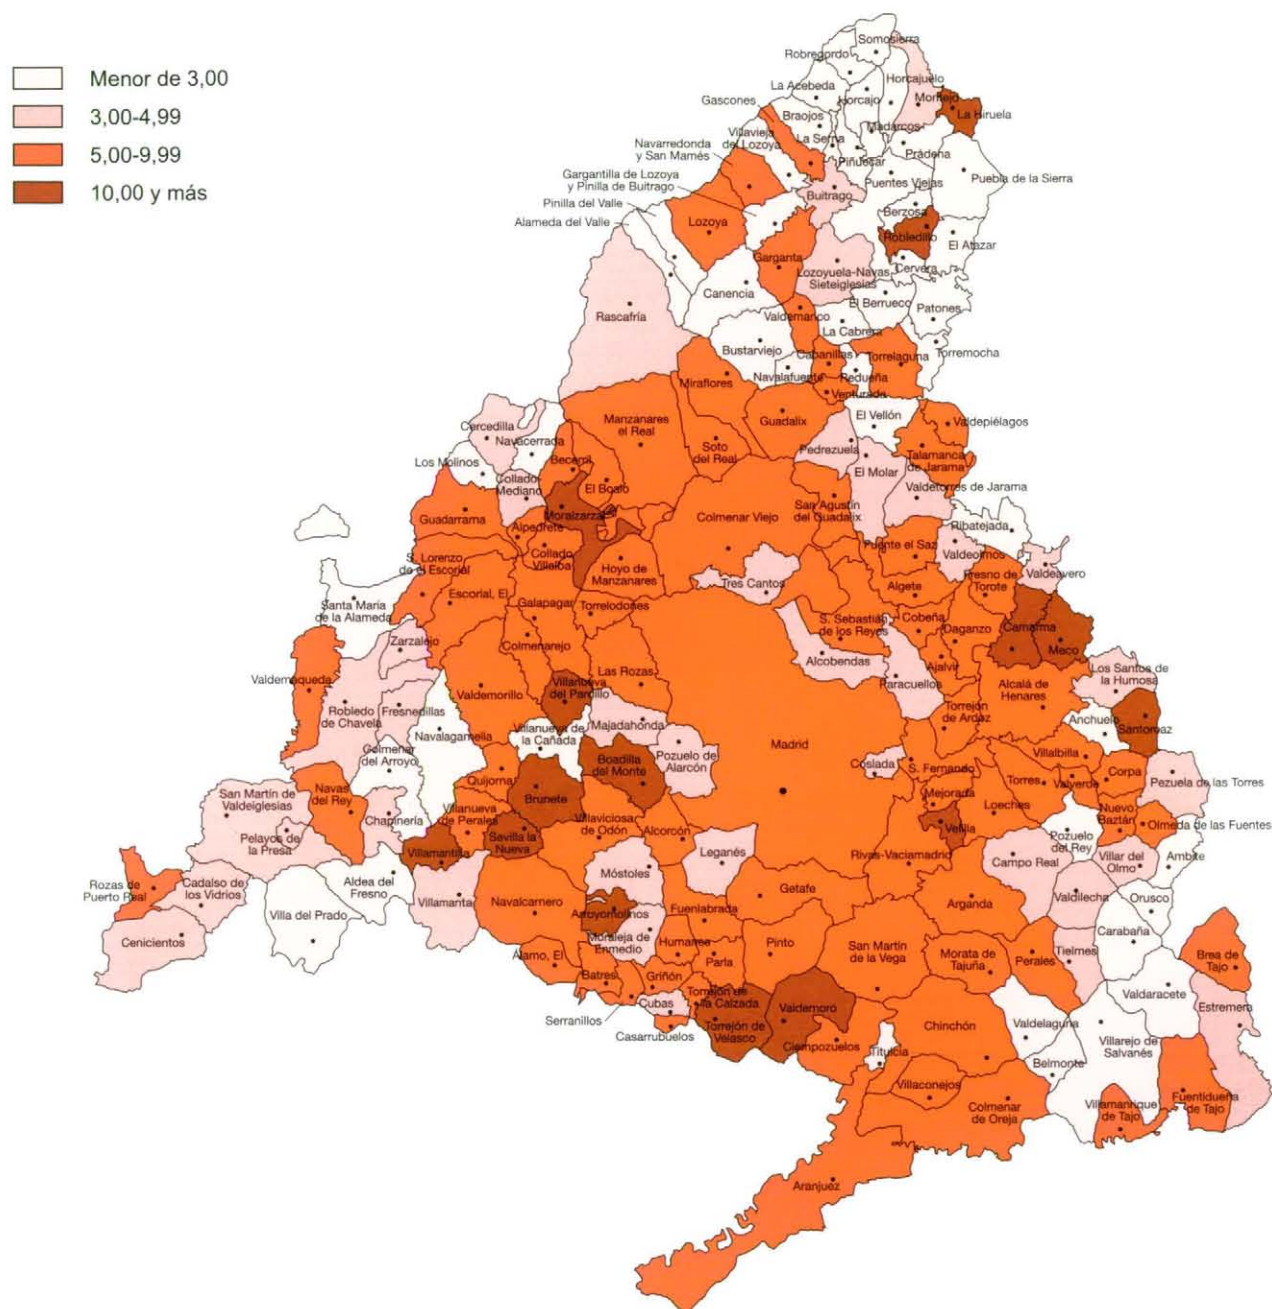 Menor de 3,00
3,00-4,99
5,00-9,99
10,00 y más
Somosierra
Robregordo
Horcajuelo
La Acebeda
Horcajo
Montejo
La Hiruela
Gascones
Braojos
Madarcos
Villavieja
del Lozoya
La Serna
Prádena
Navarredonda
y San Mamés
Piñuécar
Puebla de la Sierra
Gargantilla de Lozoya
y Pinilla de Buitrago
Buitrago
Puentes Viejas
Pinilla del Valle
Berzosa
Alameda del Valle
Lozoya
Robledillo
El Atazar
Garganta
Cervera
Lozoyuela-Navas
Sieteiglesias
Canencia
El Berrueco
Patones
Rascafría
Valdemanco
La Cabrera
Bustarviejo
Torremocha
Cabanillas
Torrelaguna
Navalafuente
Redueña
Miraflores
Venturada
Guadalix
El Vellón
Valdepiélagos
Manzanares
el Real
Cercedilla
Navacerrada
Soto
del Real
Pedrezuela
Talamanca
de Jarama
Los Molinos
Becerril
El Molar
Collado
Mediano
El Boalo
Valdetorres de Jarama
Moralzarzal
San Agustín
del Guadalix
Guadarrama
Colmenar Viejo
Ribatejada
Alpedrete
Fuente el Saz
Valdeolmos
Collado
Villalba
S. Lorenzo
de el Escorial
Hoyo de
Manzanares
Valdeavero
Tres Cantos
Fresno de
Torote
Algete
Escorial, El
Santa María
de la Alameda
Galapagar
Torrelodones
S. Sebastián
de los Reyes
Cobeña
Daganzo
Camarma
Meco
Zarzalejo
Colmenarejo
Alcobendas
Ajalvir
Los Santos de
la Humosa
Valdemaqueda
Las Rozas
Paracuellos
Alcalá de
Henares
Villanueva
del Pardillo
Valdemorillo
Robledo
de Chavela
Fresnedillas
Torrejón
de Ardoz
Anchuelo
Santorcaz
Majadahonda
Navalagamella
Villanueva de
la Cañada
Madrid
Colmenar
del Arroyo
Pozuelo de
Alarcón
Villalbilla
Boadilla
del Monte
Coslada
S. Fernando
Corpa
Pezuela de las Torres
Quijorna
Torres
Valverde
San Martín de
Valdeiglesias
Navas
del Rey
Brunete
Mejorada
Loeches
Nuevo
Baztán
Villanueva
de Perales
Villaviciosa
de Odón
Velilla
Olmeda de las Fuentes
Chapinería
Alcorcón
Pozuelo
del Rey
Pelayos de
la Presa
Sevilla la
Nueva
Leganés
Rivas-Vaciamadrid
Campo Real
Villar del
Olmo
Ambite
Villamantilla
Rozas de
Puerto Real
Cadalso de
los Vidrios
Aldea del
Fresno
Móstoles
Getafe
Valdilecha
Orusco
Villamanta
Navalcarnero
Arganda
Villa del Prado
Arroyomolinos
Fuenlabrada
Carabaña
Cenicientos
Moraleja de
Enmedio
Humanes
Pinto
San Martín
de la Vega
Morata de
Tajuña
Perales
Tielmes
Brea de
Tajo
Álamo, El
Parla
Batres
Griñón
Valdaracete
Torrejón de
la Calzada
Serranillos
Cubas
Valdemoro
Estremera
Casarrubuelos
Torrejón de
Velasco
Chinchón
Valdelaguna
Ciempozuelos
Villarejo de
Salvanés
Titulcia
Belmonte
Villaconejos
Colmenar
de Oreja
Villamanrique
de Tajo
Fuentidueña
de Tajo
Aranjuez